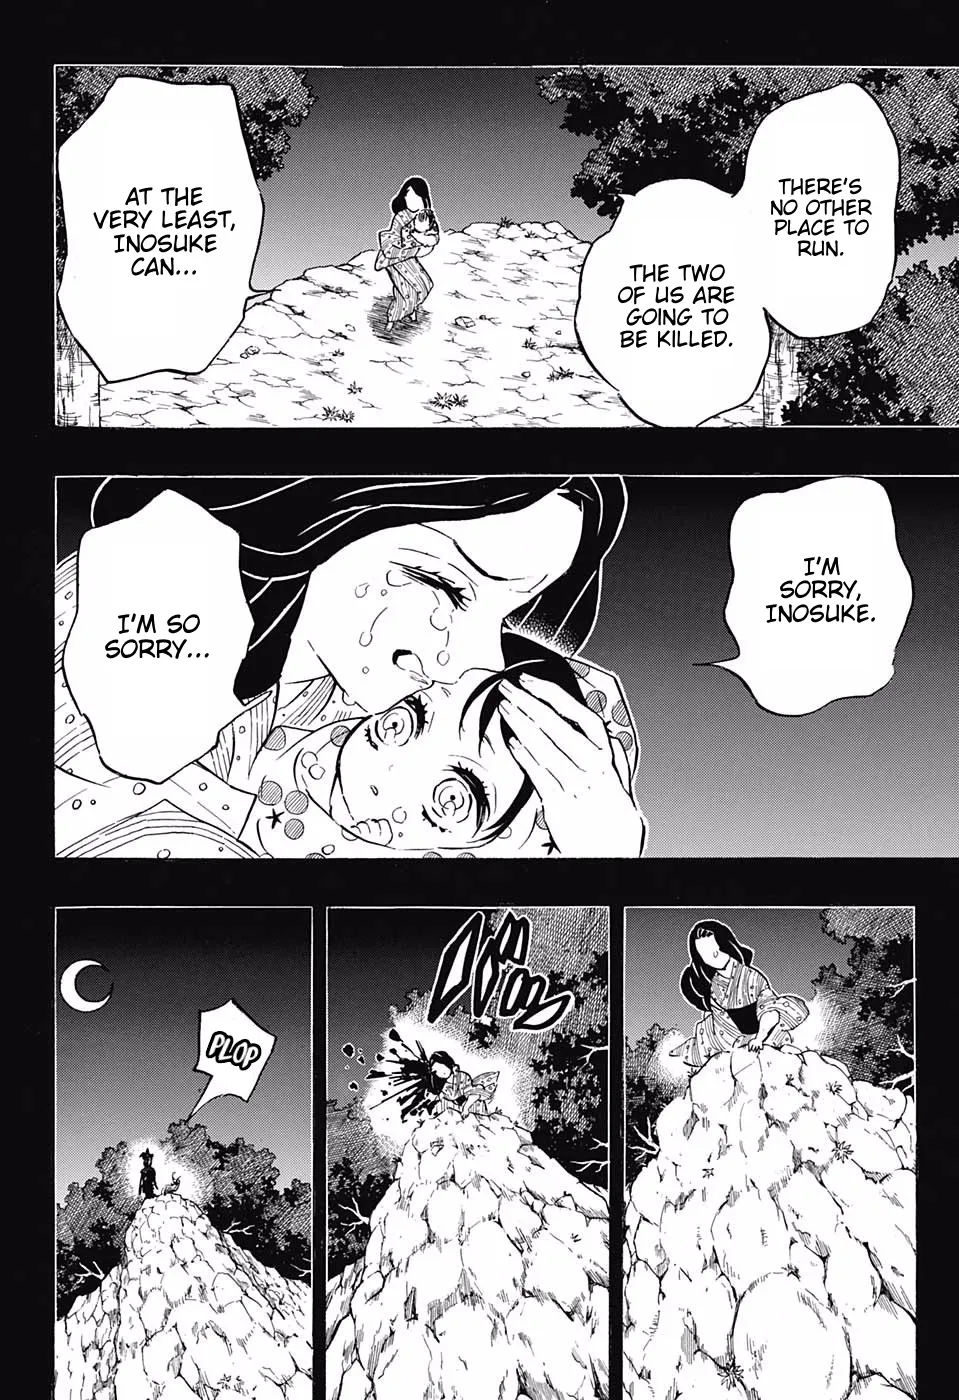 THERE'S
NO OTHER
PLACE TO
RUN.
THE TWO
OF US ARE
GOING TO
BE KILLED.
AT THE
VERY LEAST,
INOSUKE
CAN...
I'M
SORRY,
INOSUKE.
I'M SO
SORRY...
PLOP